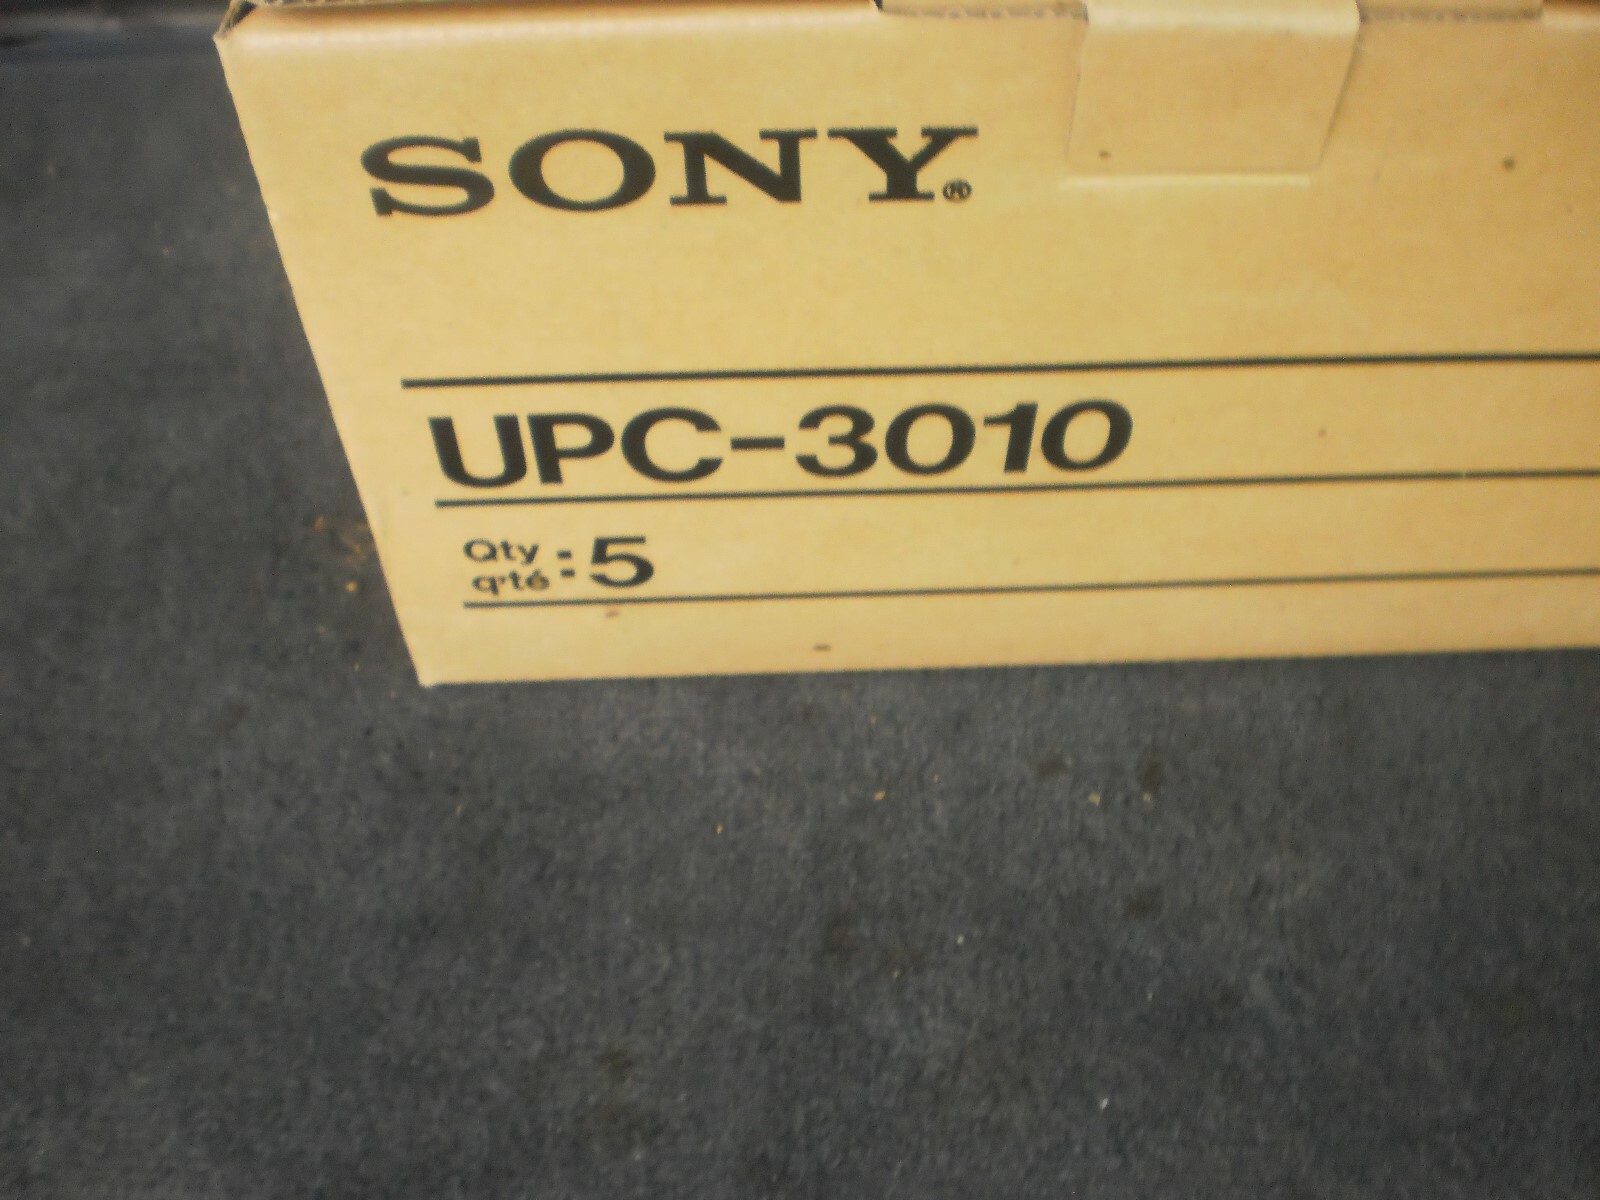 SONY®
UPC-3010
Qty
q'té : 5